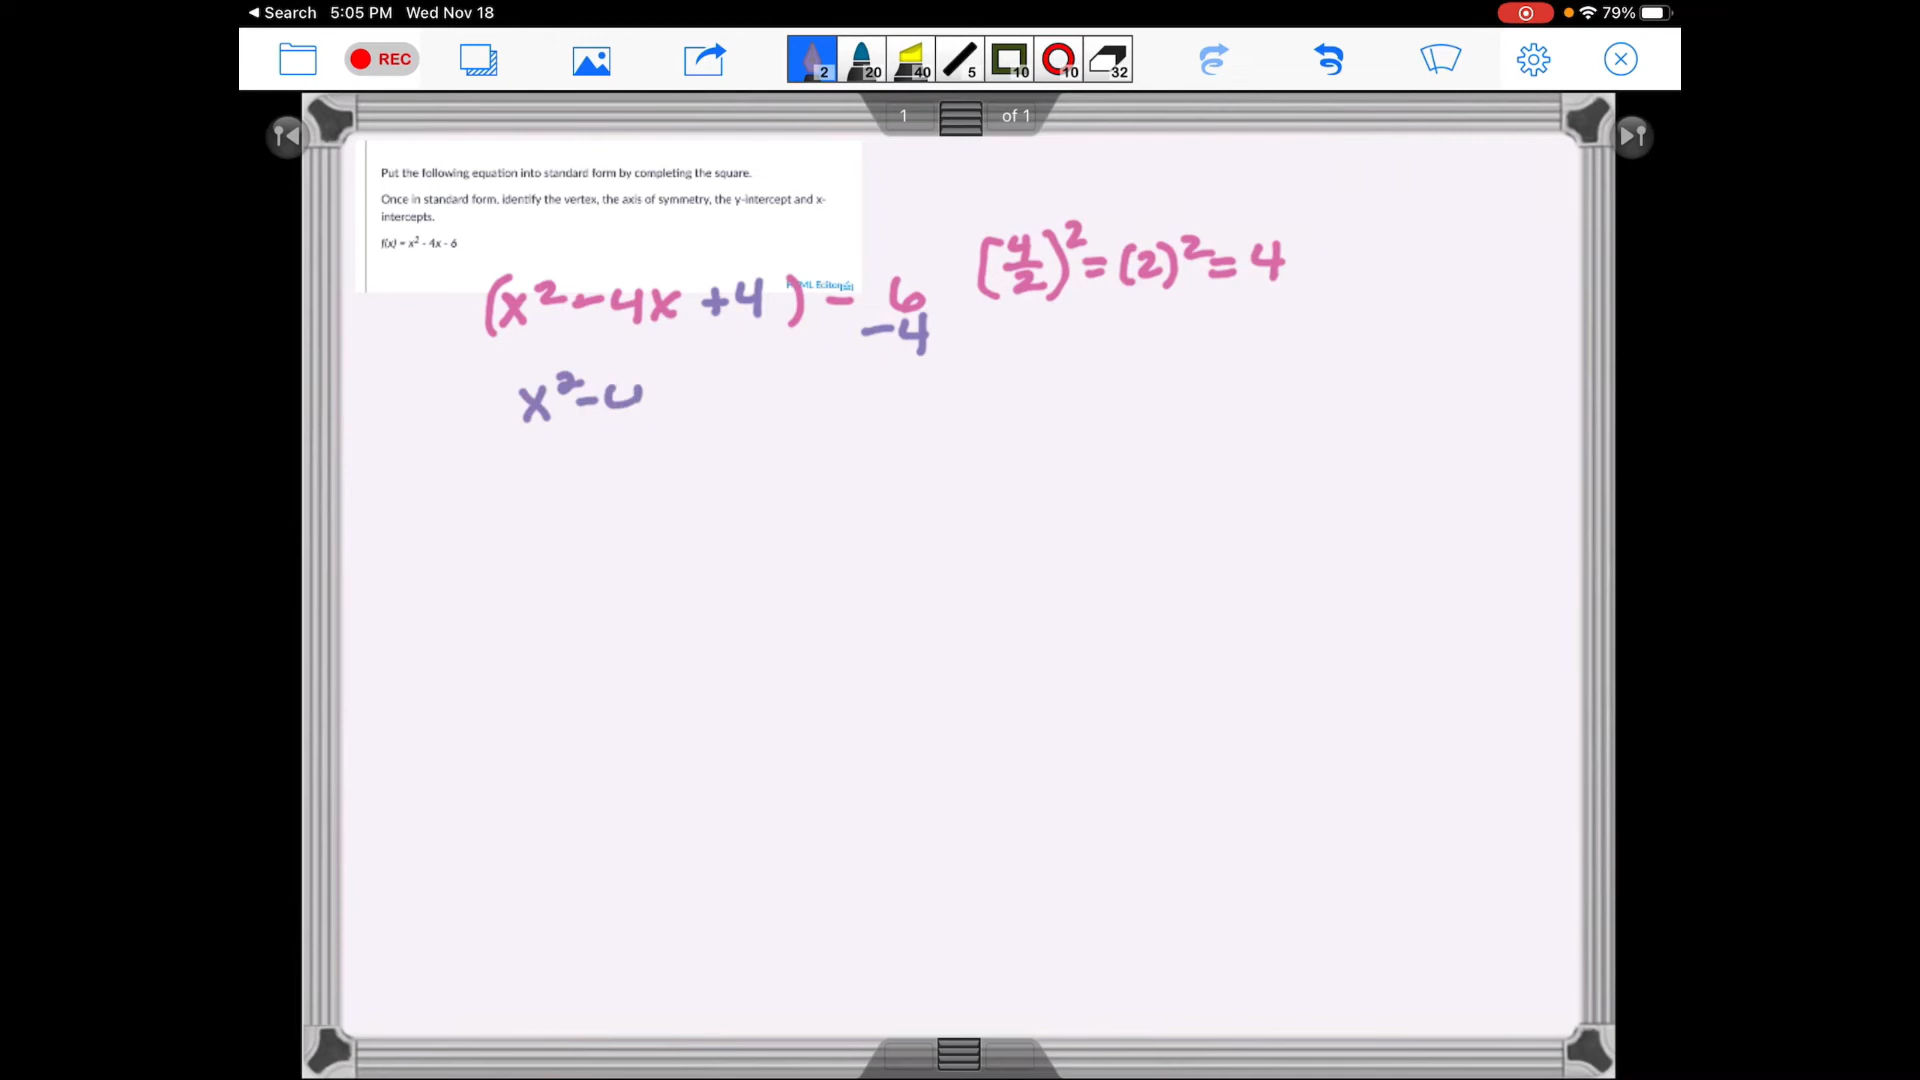 Search 5:05 PM Wed Nov 18 79%
REC 2 20 40 5 10 10 32
1 of 1
Put the following equation into standard form by completing the square.
Once in standard form, identify the vertex, the axis of symmetry, the y-intercept and x-
intercepts.
f(x) = x² - 4x - 6
(4/2)² = (2)² = 4
(x² - 4x + 4) - 6
- 4
x² -